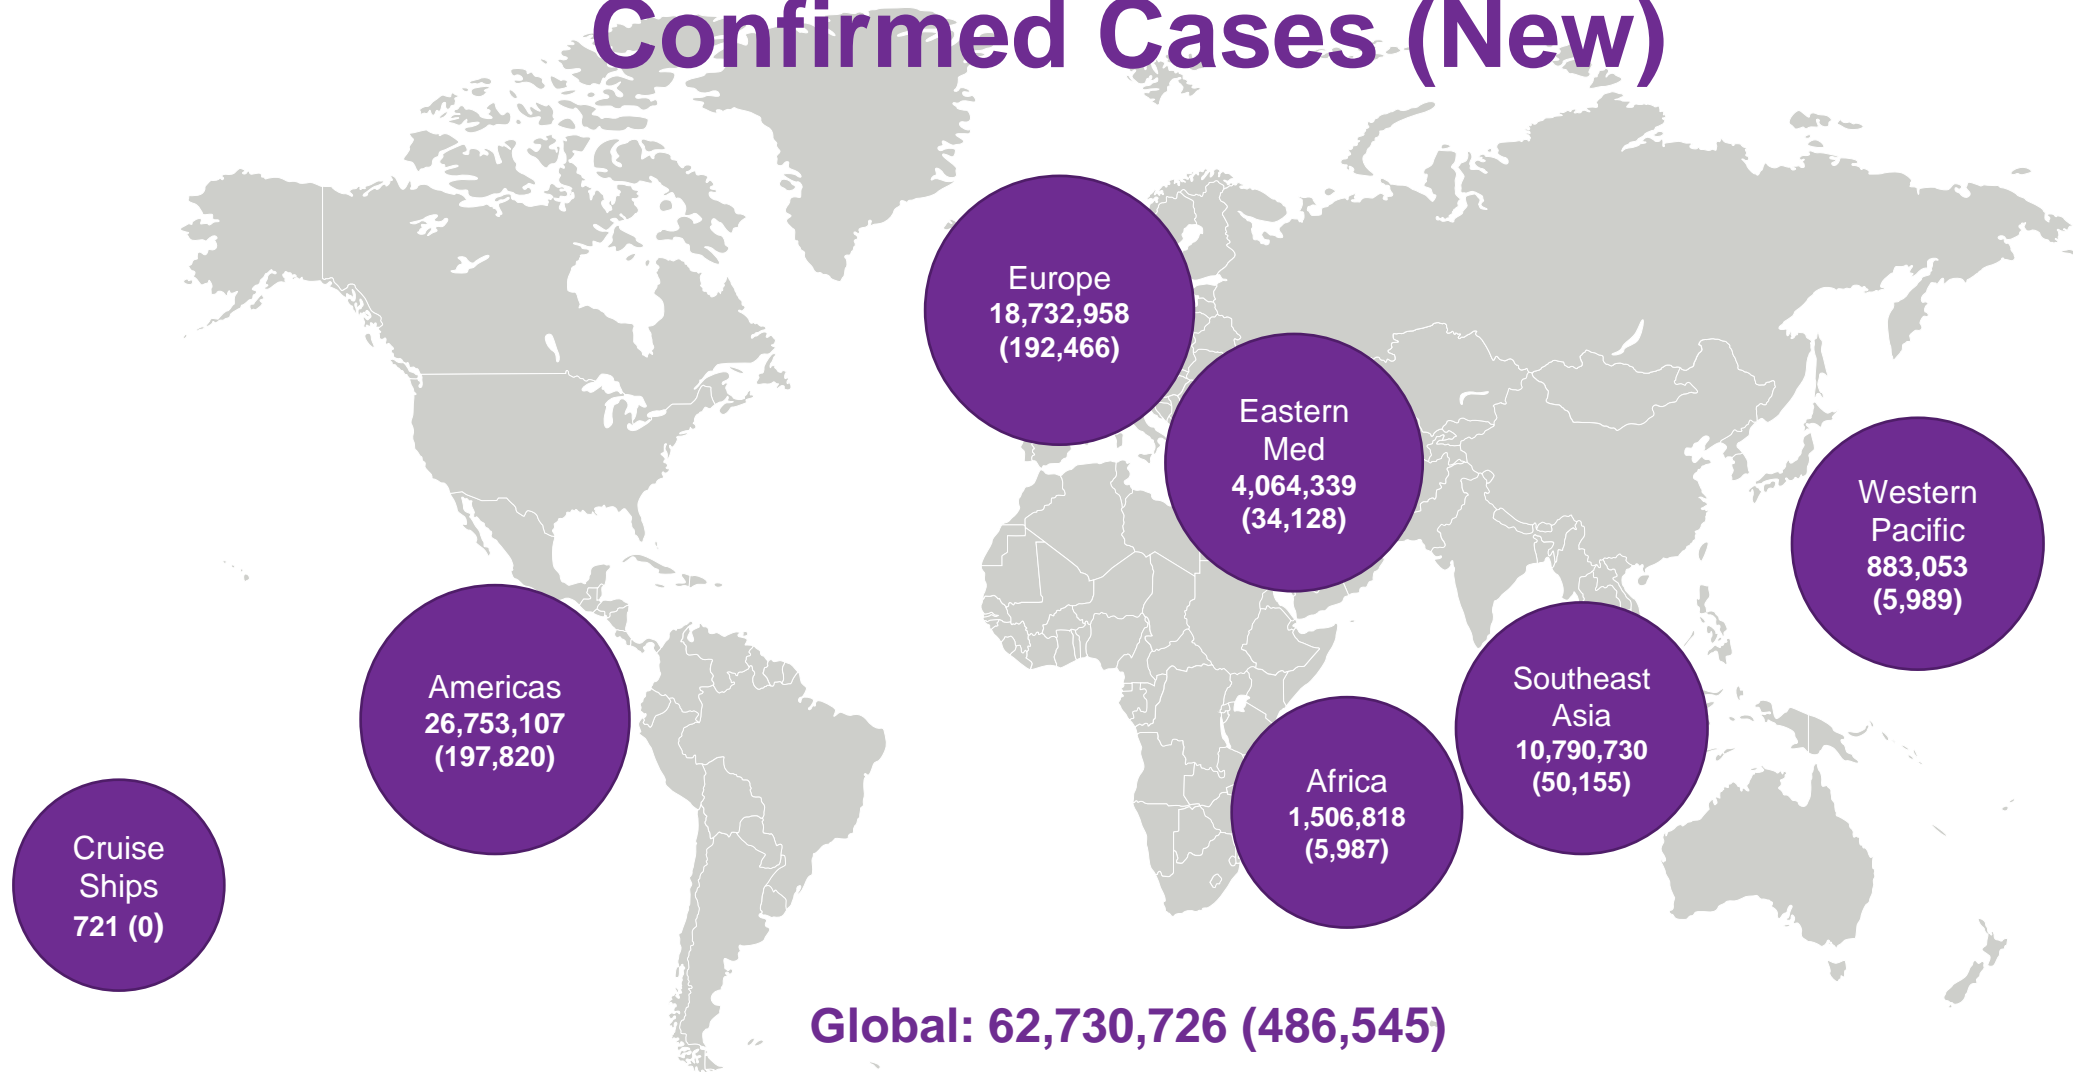 Confirmed Cases (New)
Europe
18,732,958
(192,466)
Eastern
Med
4,064,339
(34,128)
Western
Pacific
883,053
(5,989)
Americas
26,753,107
(197,820)
Southeast
Asia
10,790,730
(50,155)
Africa
1,506,818
(5,987)
Cruise
Ships
721 (0)
Global: 62,730,726 (486,545)